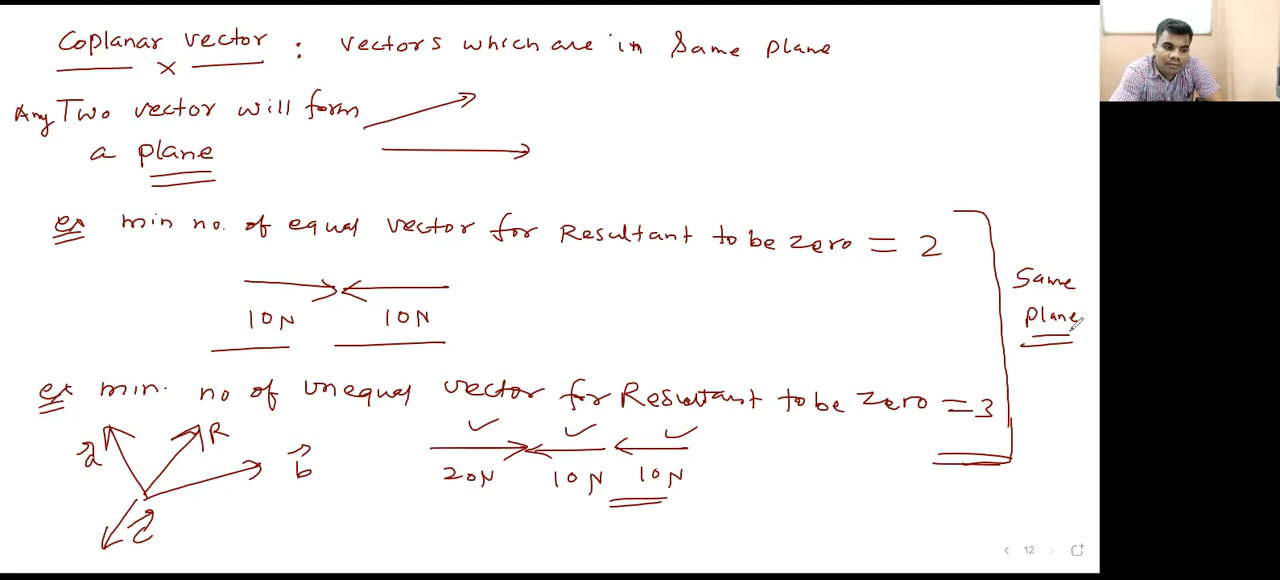 Coplanar vector : vectors which are in Same plane
Any Two vector will form
a plane
ex min no. of equal vector for Resultant to be zero = 2
Same
plane
10N 10N
ex min. no of unequal vector for Resultant to be zero = 3
a R b
20N 10N 10N
c
12